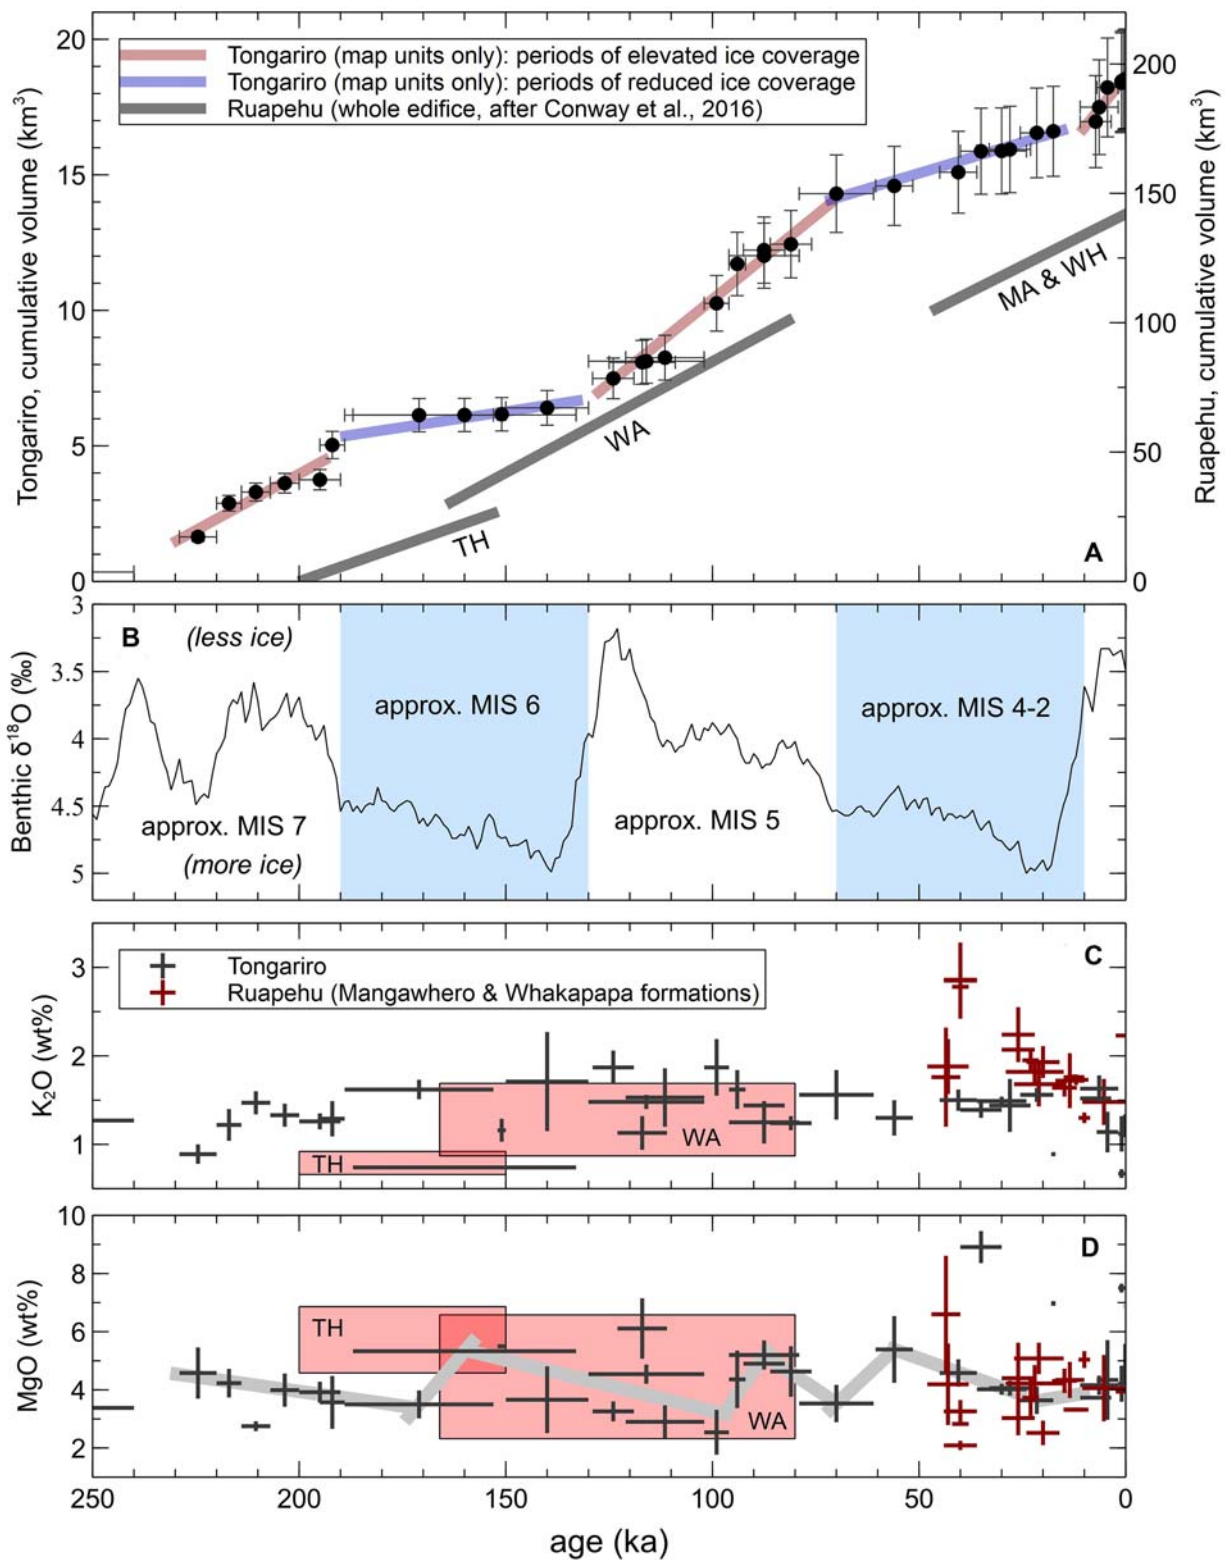 Tongariro (map units only): periods of elevated ice coverage
Tongariro (map units only): periods of reduced ice coverage
Ruapehu (whole edifice, after Conway et al., 2016)
Tongariro, cumulative volume (km³)
20
15
10
5
0
Ruapehu, cumulative volume (km³)
200
150
100
50
0
MA & WH
WA
TH
A
B
(less ice)
approx. MIS 6
approx. MIS 4-2
approx. MIS 7
approx. MIS 5
(more ice)
Benthic δ¹⁸O (‰)
3
3.5
4
4.5
5
C
Tongariro
Ruapehu (Mangawhero & Whakapapa formations)
K₂O (wt%)
3
2
1
WA
TH
D
MgO (wt%)
10
8
6
4
2
TH
WA
250
200
150
100
50
0
age (ka)